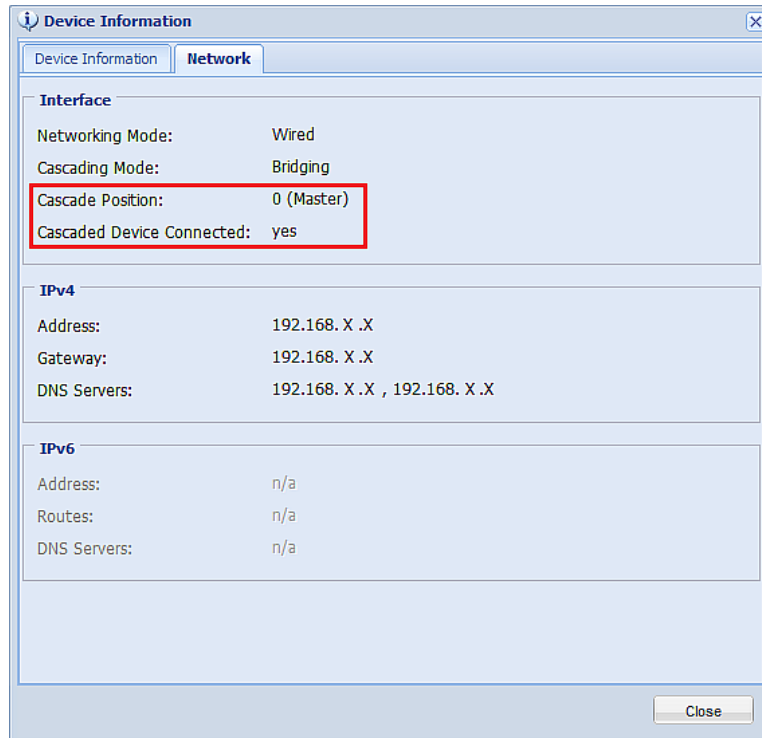 Device Information
Device Information Network
Interface
Networking Mode: Wired
Cascading Mode: Bridging
Cascade Position: 0 (Master)
Cascaded Device Connected: yes
IPv4
Address: 192.168. X .X
Gateway: 192.168. X .X
DNS Servers: 192.168. X .X , 192.168. X .X
IPv6
Address: n/a
Routes: n/a
DNS Servers: n/a
Close